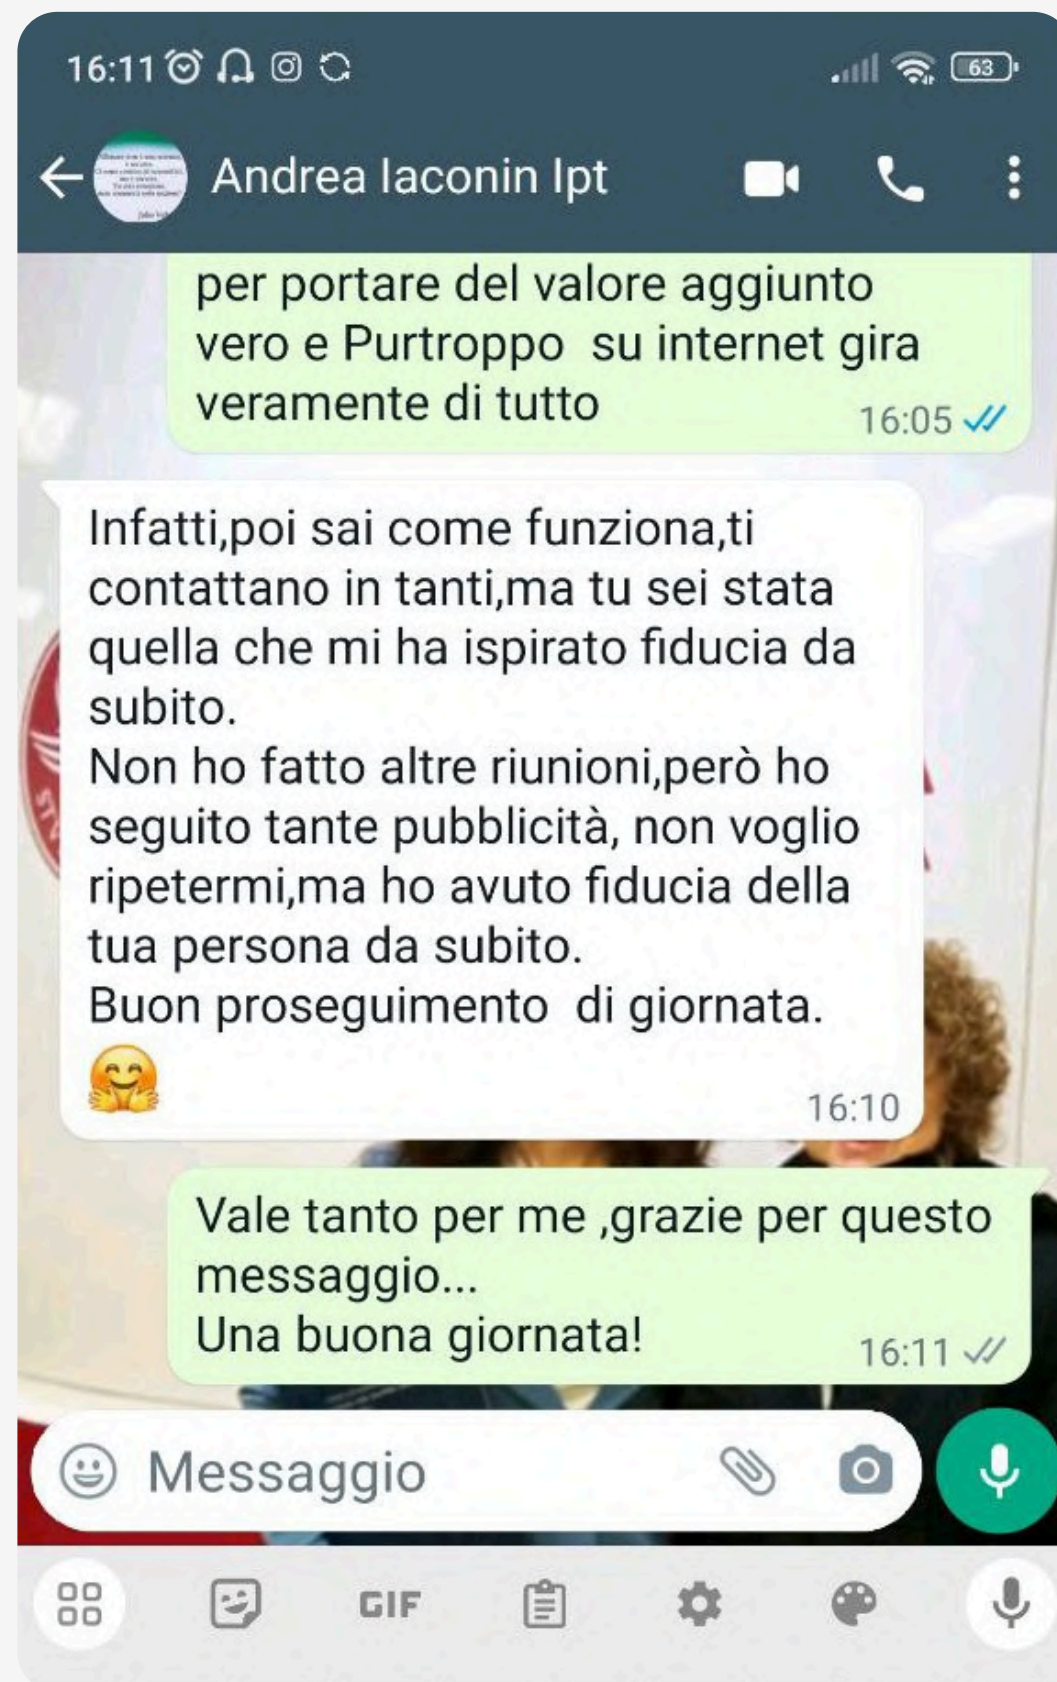 16:11
63
Andrea Iaconin Ipt
per portare del valore aggiunto
vero e Purtroppo  su internet gira
veramente di tutto
16:05
Infatti,poi sai come funziona,ti
contattano in tanti,ma tu sei stata
quella che mi ha ispirato fiducia da
subito.
Non ho fatto altre riunioni,però ho
seguito tante pubblicità, non voglio
ripetermi,ma ho avuto fiducia della
tua persona da subito.
Buon proseguimento  di giornata.
🤗
16:10
Vale tanto per me ,grazie per questo
messaggio...
Una buona giornata!
16:11
Messaggio
GIF